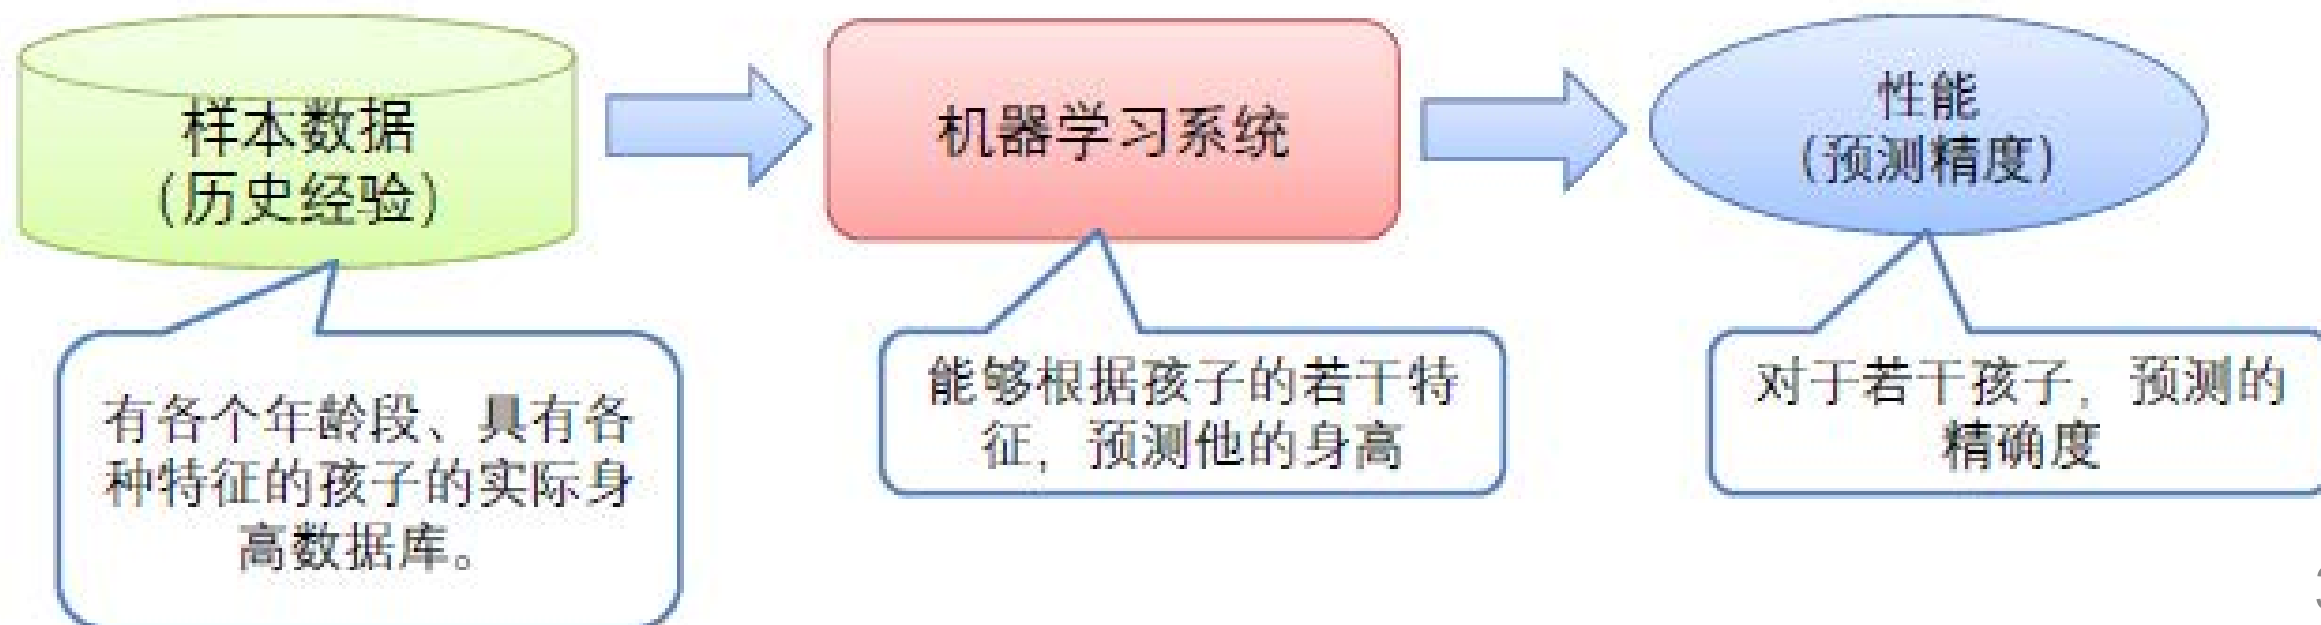 样本数据
（历史经验）
机器学习系统
性能
（预测精度）
有各个年龄段、具有各
种特征的孩子的实际身
高数据库。
能够根据孩子的若干特
征，预测他的身高
对于若干孩子，预测的
精确度